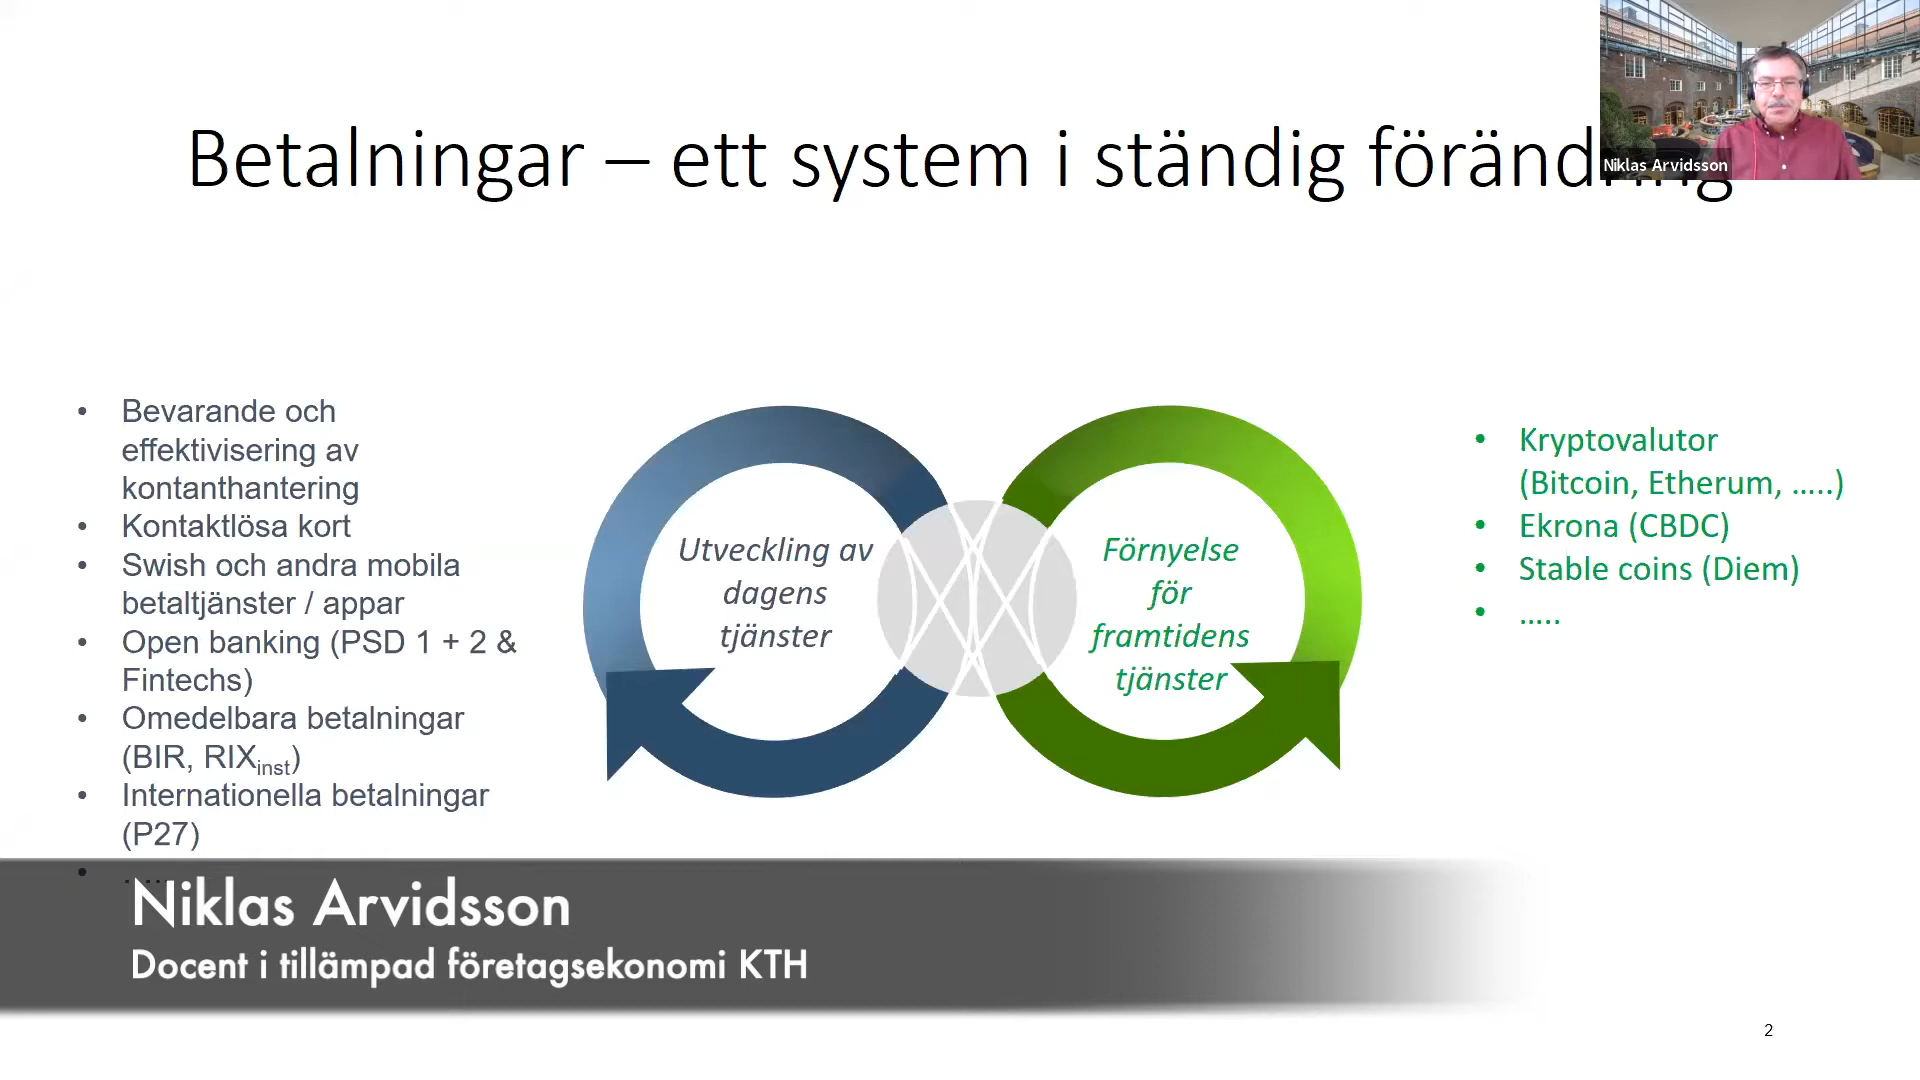 Betalningar – ett system i ständig förändring
Niklas Arvidsson
• Bevarande och
effektivisering av
kontanthantering
• Kontaktlösa kort
• Swish och andra mobila
betaltjänster / appar
• Open banking (PSD 1 + 2 &
Fintechs)
• Omedelbara betalningar
(BIR, RIXinst)
• Internationella betalningar
(P27)
• .....
Utveckling av
dagens
tjänster
Förnyelse
för
framtidens
tjänster
• Kryptovalutor
(Bitcoin, Etherum, …..)
• Ekrona (CBDC)
• Stable coins (Diem)
• …..
Niklas Arvidsson
Docent i tillämpad företagsekonomi KTH
2